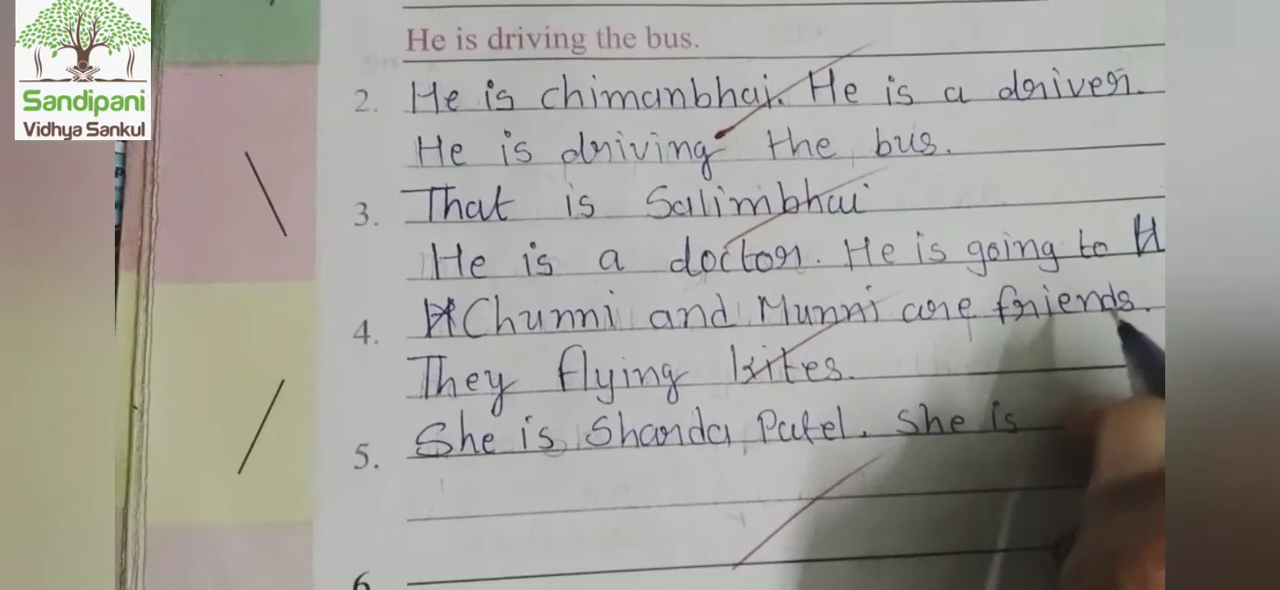 Sandipani
Vidhya Sankul
He is driving the bus.
2. He is chimanbhai. He is a driver.
He is driving the bus.
3. That is Salimbhai
He is a doctor. He is going to H
4. Chunni and Munni are friends.
They flying kites.
5. She is Sharda Patel. She is
6